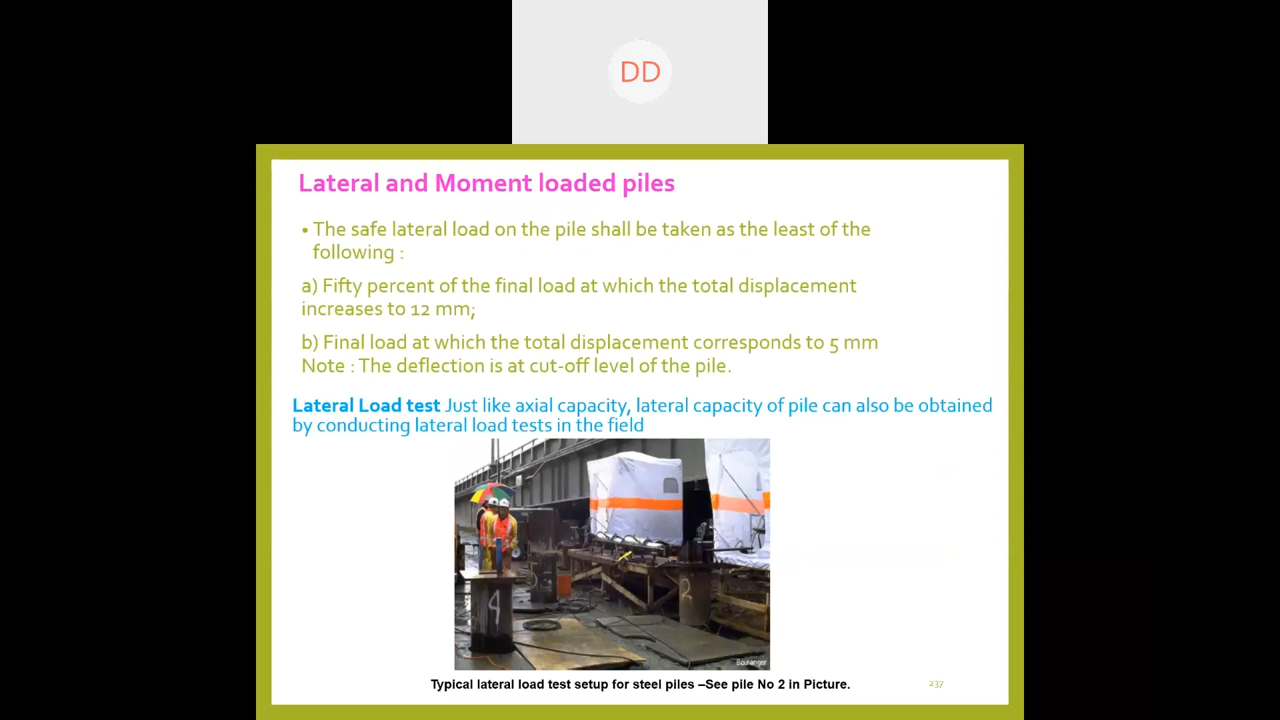 DD
Lateral and Moment loaded piles
• The safe lateral load on the pile shall be taken as the least of the
following :
a) Fifty percent of the final load at which the total displacement
increases to 12 mm;
b) Final load at which the total displacement corresponds to 5 mm
Note : The deflection is at cut-off level of the pile.
Lateral Load test Just like axial capacity, lateral capacity of pile can also be obtained
by conducting lateral load tests in the field
4
2
Boulanger
Typical lateral load test setup for steel piles –See pile No 2 in Picture.
237